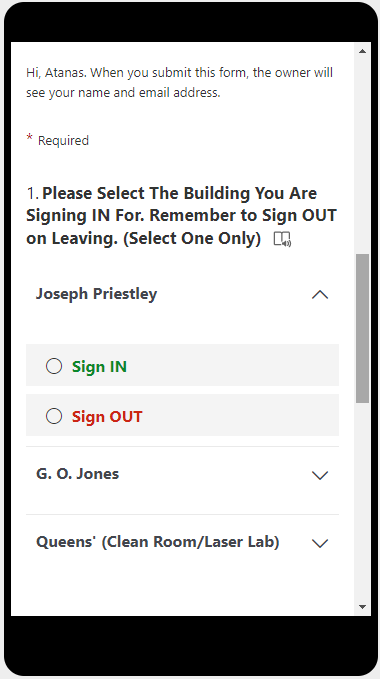 Hi, Atanas. When you submit this form, the owner will
see your name and email address.
* Required
1. Please Select The Building You Are
Signing IN For. Remember to Sign OUT
on Leaving. (Select One Only)
Joseph Priestley
Sign IN
Sign OUT
G. O. Jones
Queens' (Clean Room/Laser Lab)